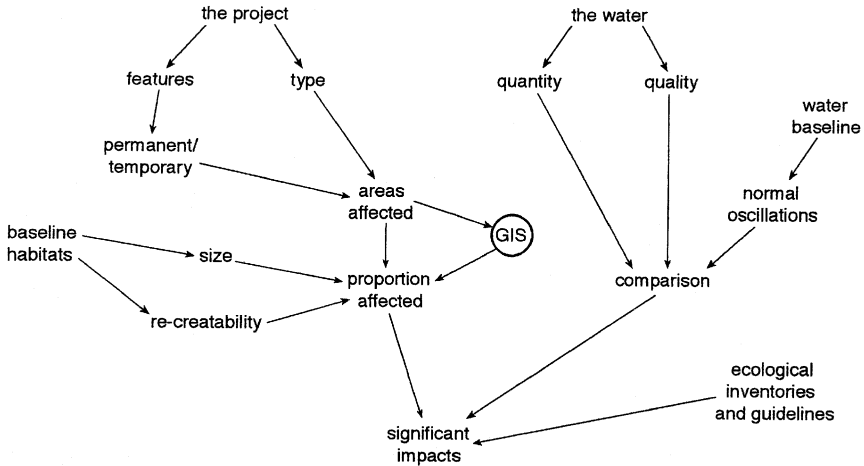 the project
the water
features
type
quantity
quality
water
baseline
permanent/
temporary
areas
affected
normal
oscillations
baseline
habitats
size
GIS
proportion
affected
comparison
re-creatability
ecological
inventories
and guidelines
significant
impacts